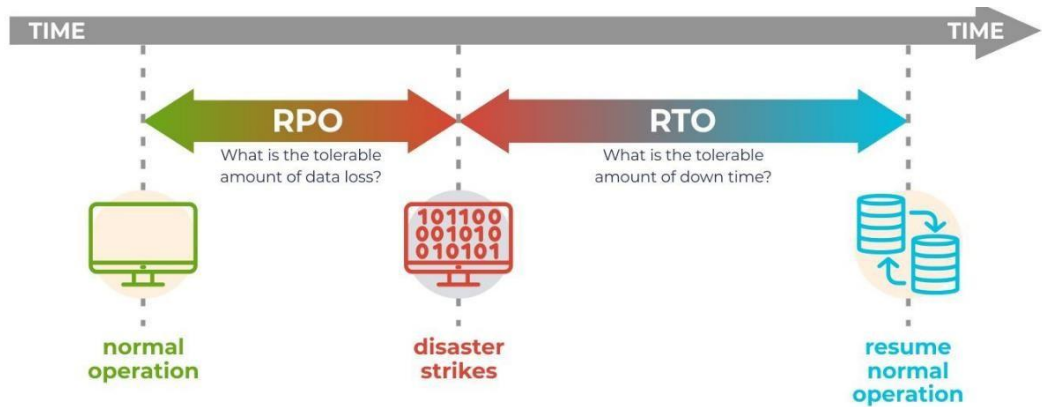 TIME
TIME
RPO
What is the tolerable
amount of data loss?
RTO
What is the tolerable
amount of down time?
101100
001010
010101
normal
operation
disaster
strikes
resume
normal
operation